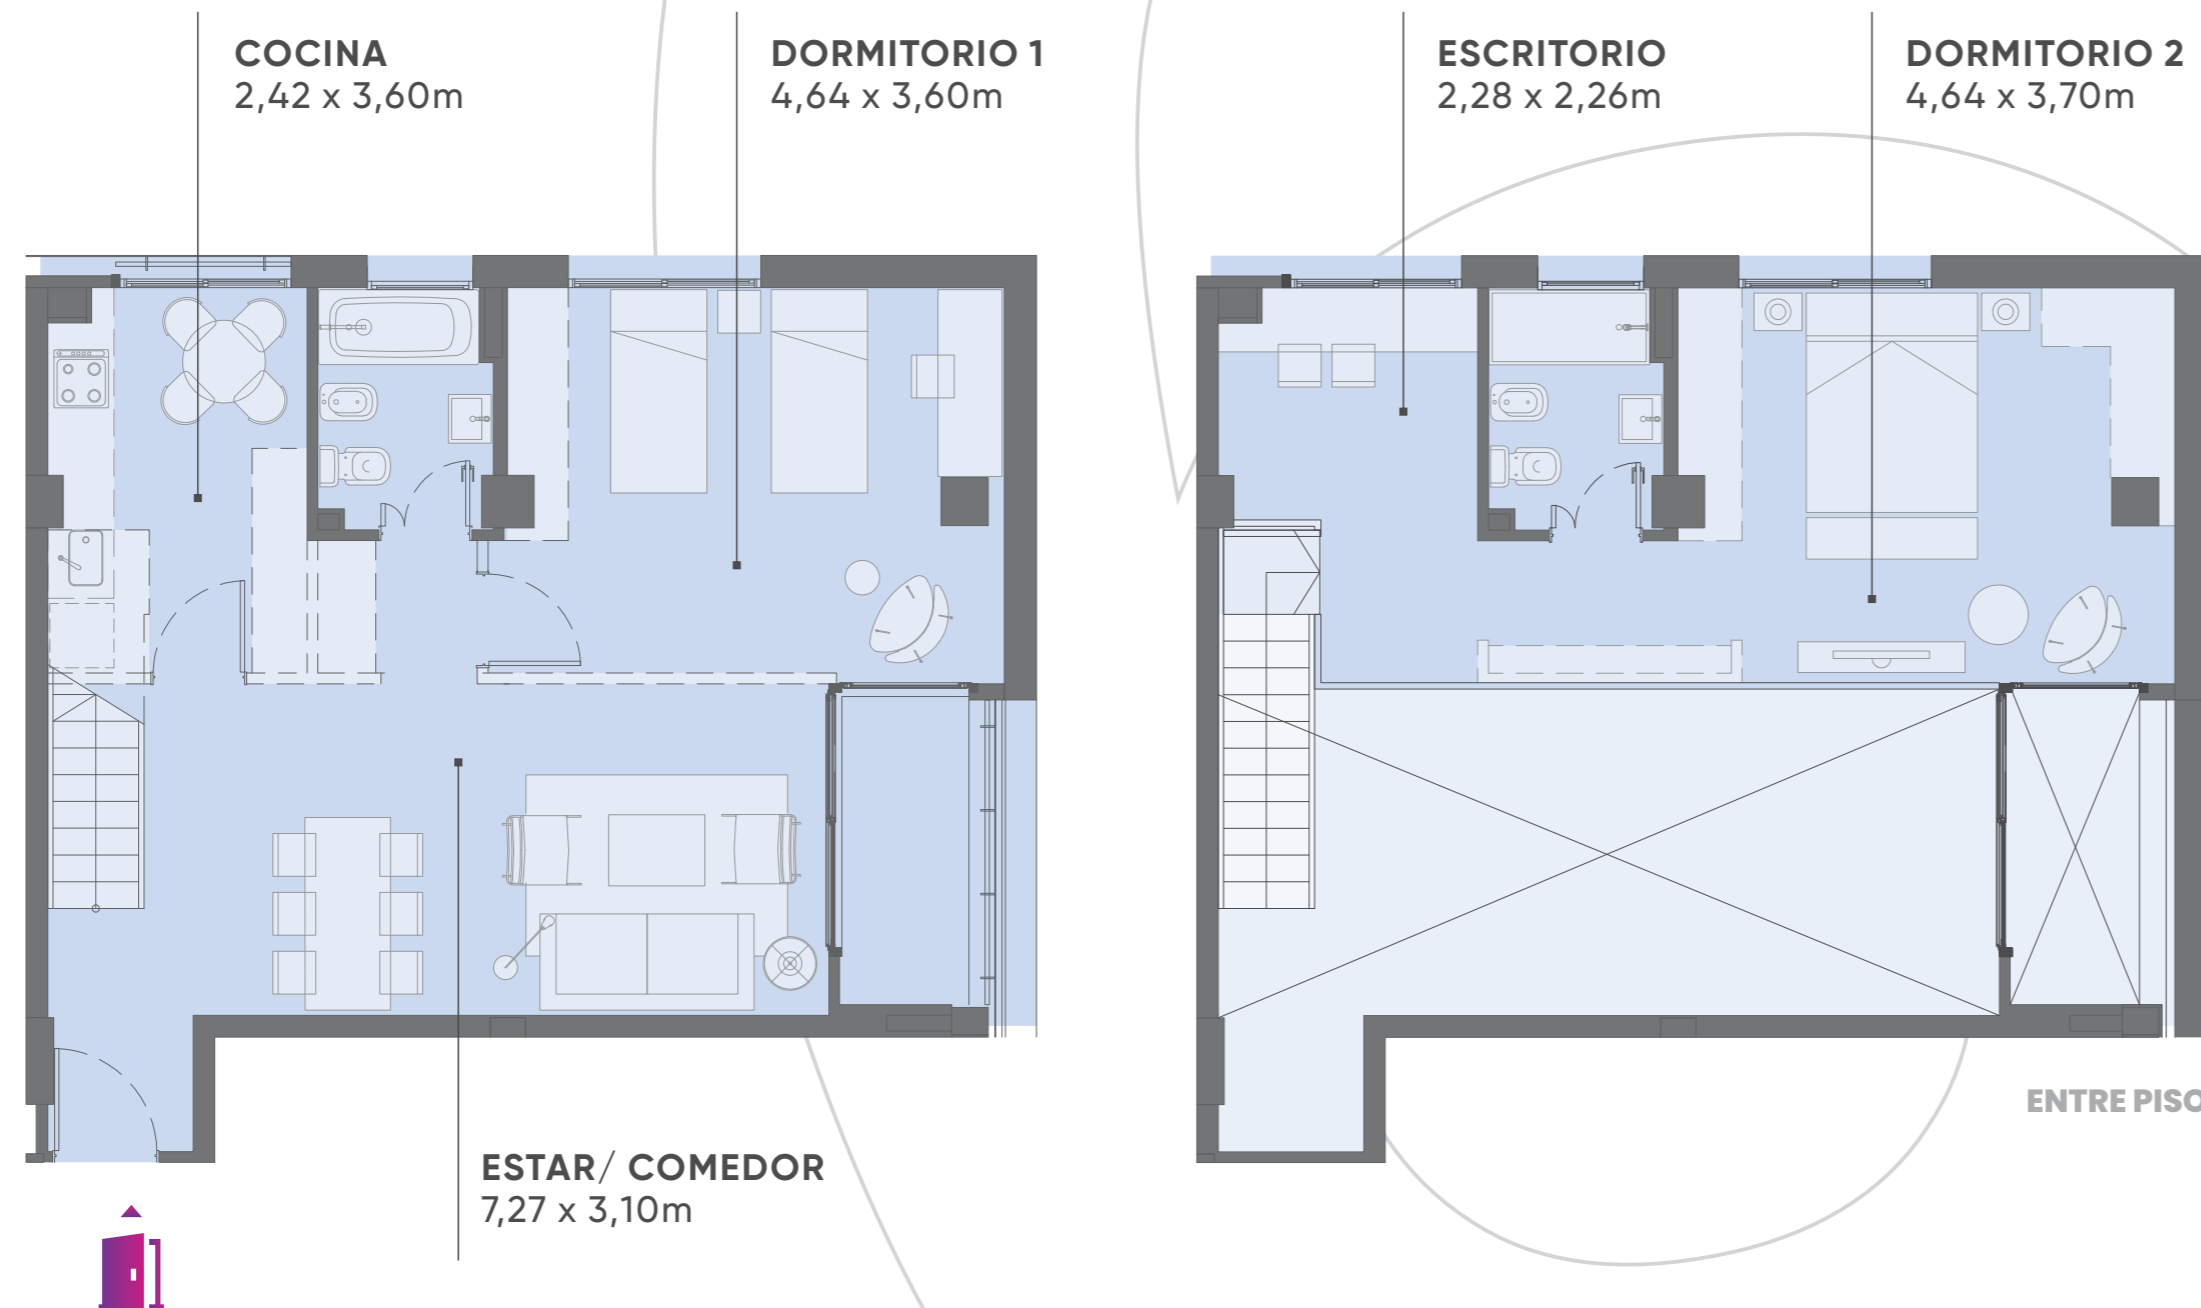 COCINA
2,42 x 3,60m
DORMITORIO 1
4,64 x 3,60m
ESCRITORIO
2,28 x 2,26m
DORMITORIO 2
4,64 x 3,70m
ENTRE PISO
ESTAR/ COMEDOR
7,27 x 3,10m